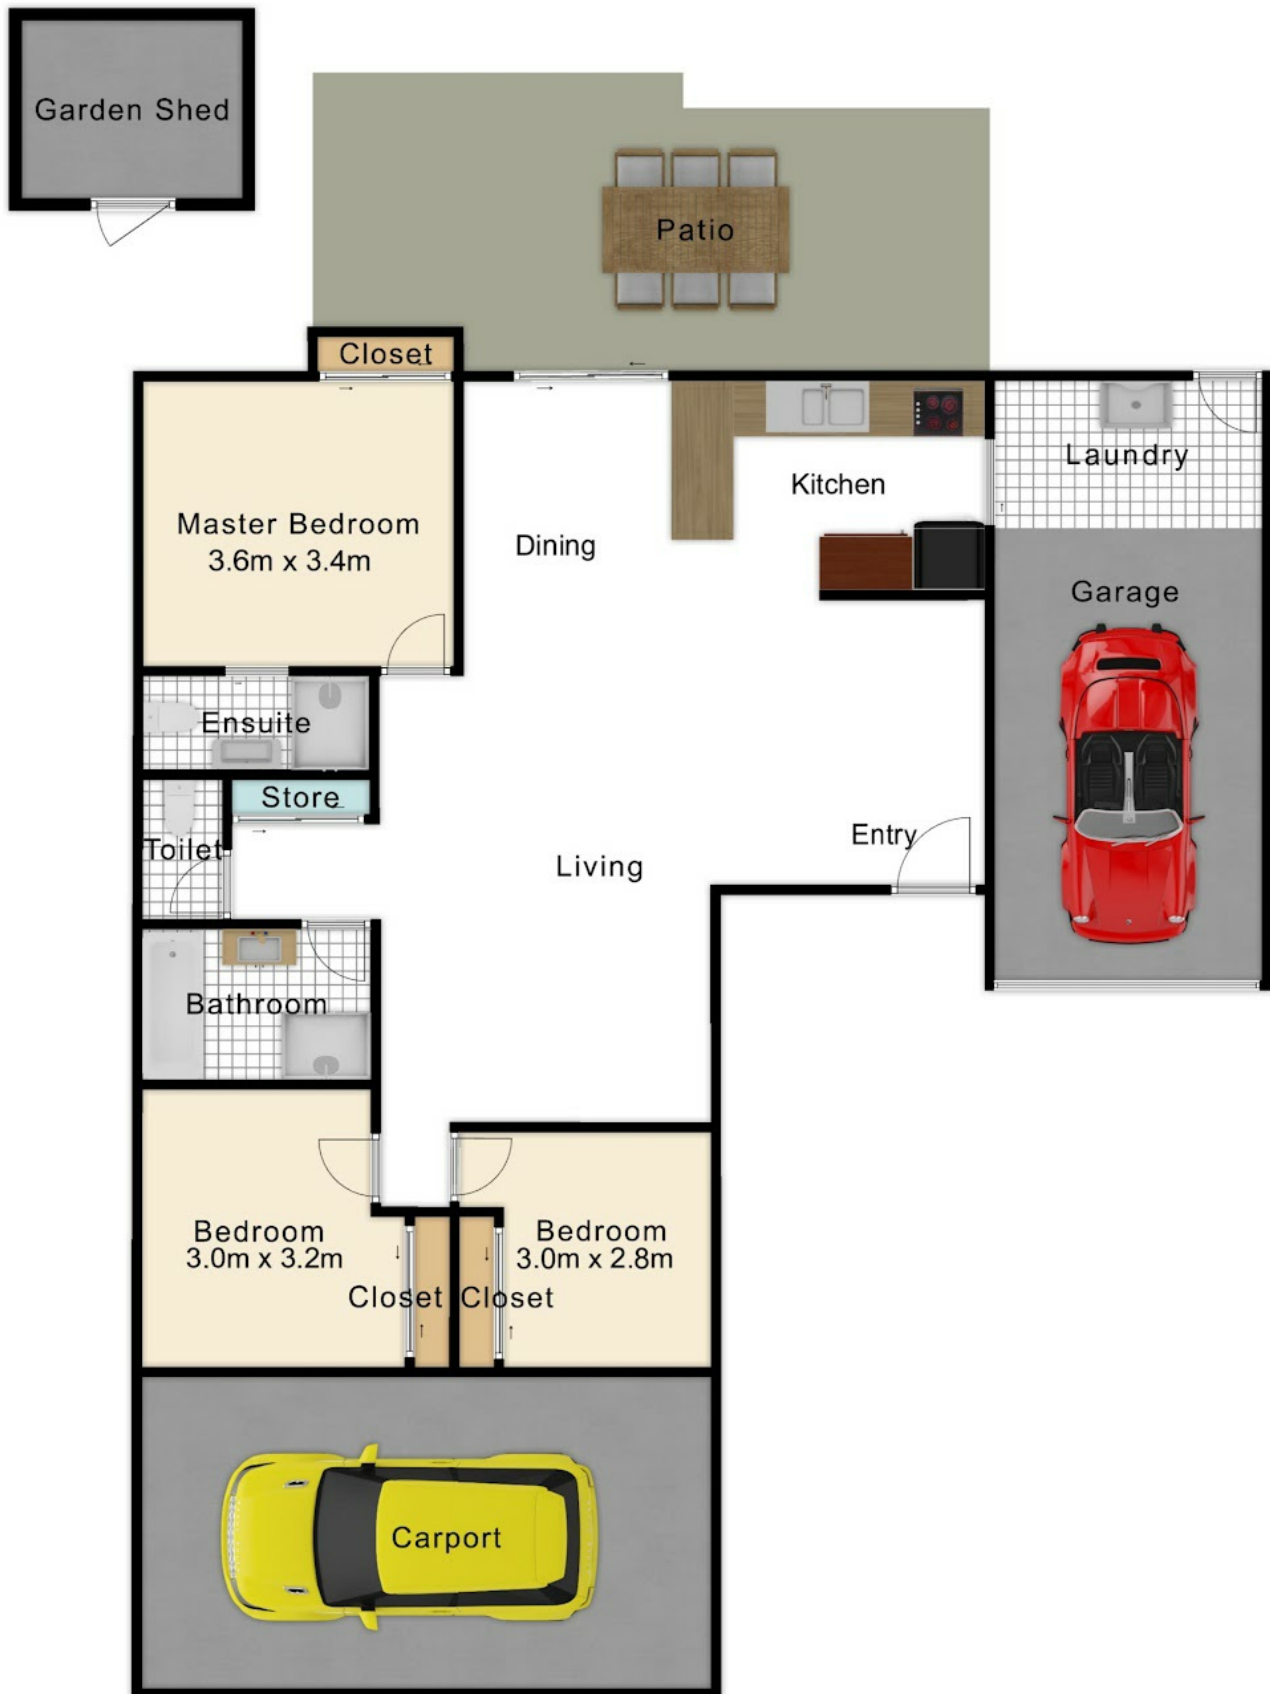 Garden Shed
Patio
Closet
Master Bedroom
3.6m x 3.4m
Dining
Kitchen
Laundry
Garage
Ensuite
Store
Toilet
Living
Entry
Bathroom
Bedroom
3.0m x 3.2m
Closet
Bedroom
3.0m x 2.8m
Closet
Carport